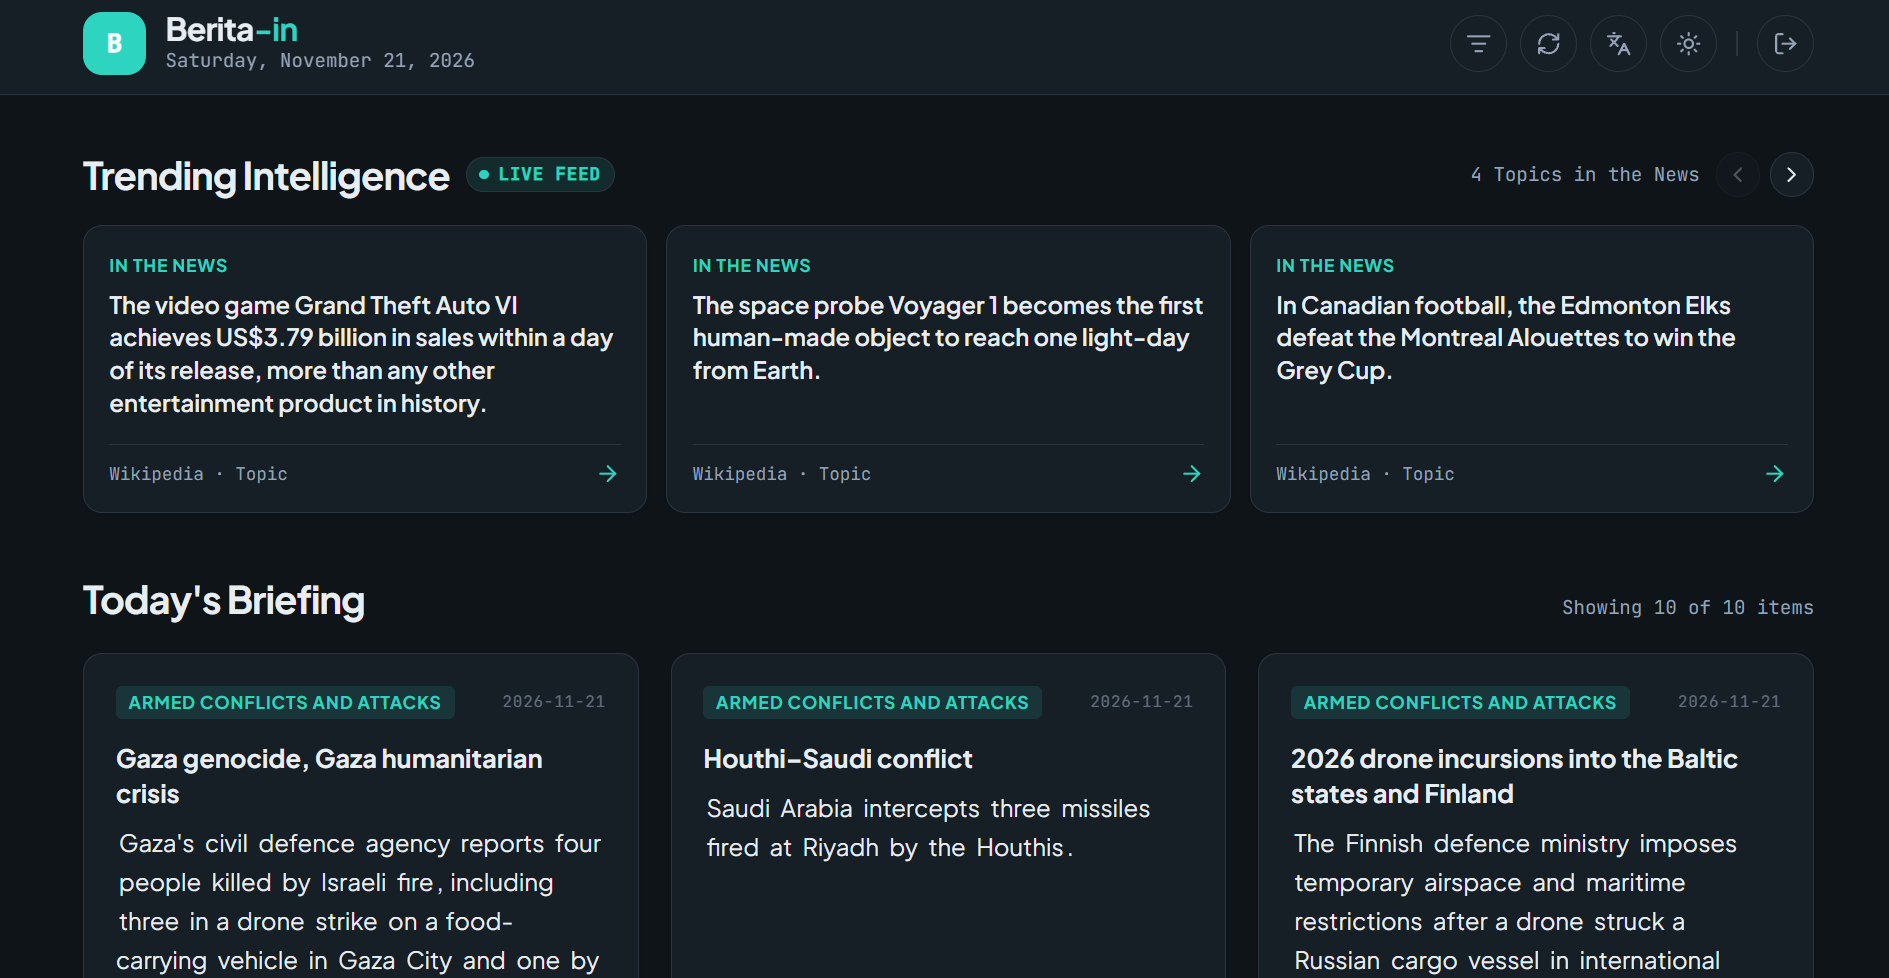 B
Berita-in
Saturday, November 21, 2026
Trending Intelligence
LIVE FEED
4 Topics in the News
IN THE NEWS
The video game Grand Theft Auto VI
achieves US$3.79 billion in sales within a day
of its release, more than any other
entertainment product in history.
Wikipedia · Topic
IN THE NEWS
The space probe Voyager 1 becomes the first
human-made object to reach one light-day
from Earth.
Wikipedia · Topic
IN THE NEWS
In Canadian football, the Edmonton Elks
defeat the Montreal Alouettes to win the
Grey Cup.
Wikipedia · Topic
Today's Briefing
Showing 10 of 10 items
ARMED CONFLICTS AND ATTACKS
2026-11-21
Gaza genocide, Gaza humanitarian
crisis
Gaza's civil defence agency reports four
people killed by Israeli fire, including
three in a drone strike on a food-
carrying vehicle in Gaza City and one by
ARMED CONFLICTS AND ATTACKS
2026-11-21
Houthi–Saudi conflict
Saudi Arabia intercepts three missiles
fired at Riyadh by the Houthis.
ARMED CONFLICTS AND ATTACKS
2026-11-21
2026 drone incursions into the Baltic
states and Finland
The Finnish defence ministry imposes
temporary airspace and maritime
restrictions after a drone struck a
Russian cargo vessel in international